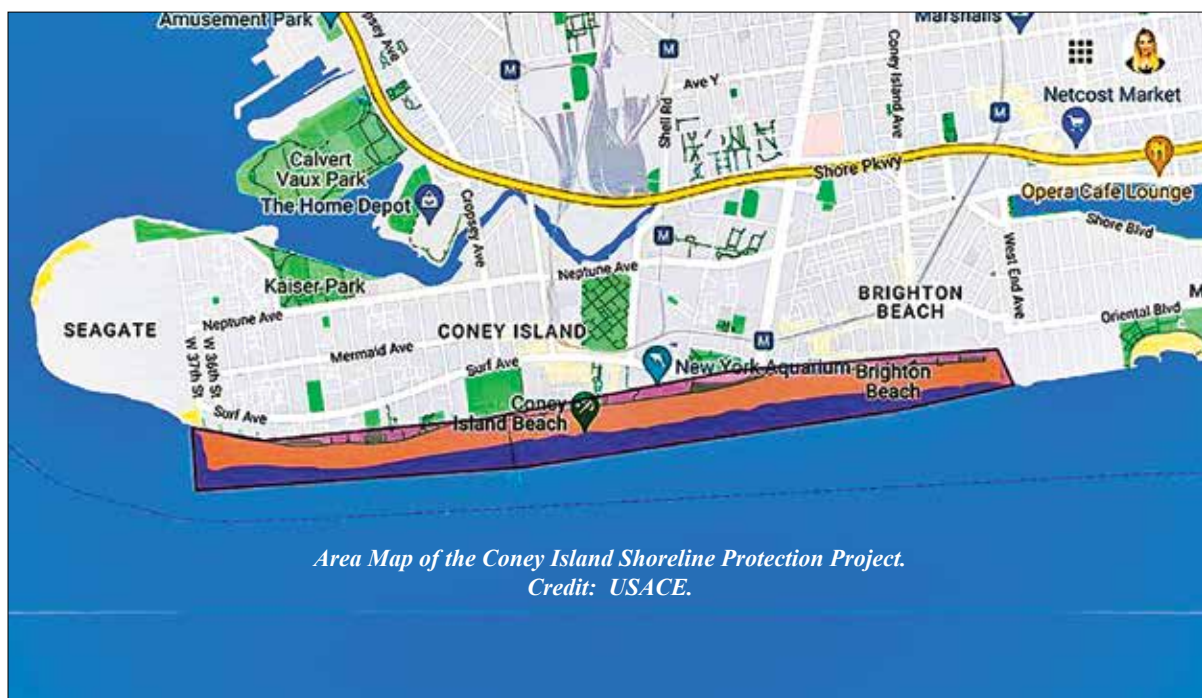 Amusement Park
Cropsey Ave
Marshalls
Ave Y
Shell Rd
Coney Island Ave
Netcost Market
Calvert
Vaux Park
The Home Depot
Cropsey Ave
Shore Pkwy
Opera Cafe Lounge
Shore Blvd
West End Ave
Kaiser Park
Neptune Ave
SEAGATE
Neptune Ave
CONEY ISLAND
BRIGHTON
BEACH
M
Oriental Blvd
W 37th St
W 36th St
Mermaid Ave
Surf Ave
M
M
M
M
M
New York Aquarium
Brighton
Beach
Surf Ave
Coney
Island Beach
Area Map of the Coney Island Shoreline Protection Project.
Credit: USACE.